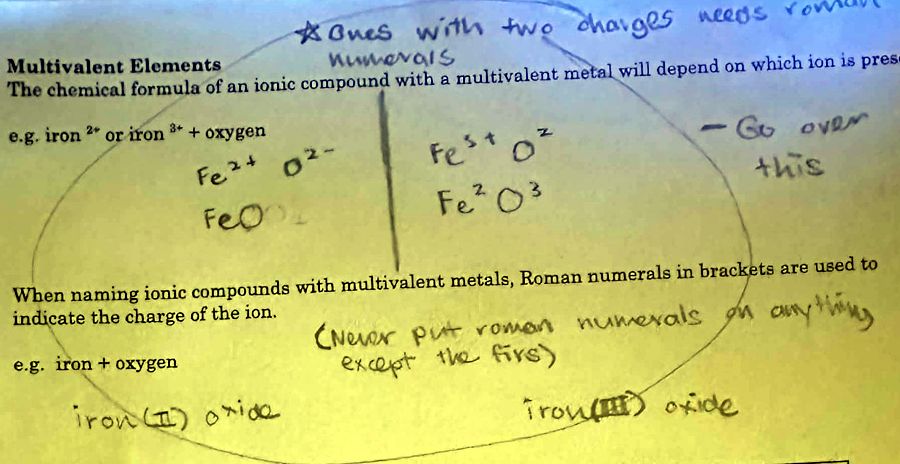 ☆ Ones with two charges needs roman
numerals
Multivalent Elements
The chemical formula of an ionic compound with a multivalent metal will depend on which ion is pres
e.g. iron ²⁺ or iron ³⁺ + oxygen
- Go over
this
Fe²⁺ O²⁻
FeO
Fe³⁺ O²
Fe² O³
When naming ionic compounds with multivalent metals, Roman numerals in brackets are used to
indicate the charge of the ion.
(Never put roman numerals on anything
except the firs)
e.g. iron + oxygen
iron (II) oxide
iron (III) oxide